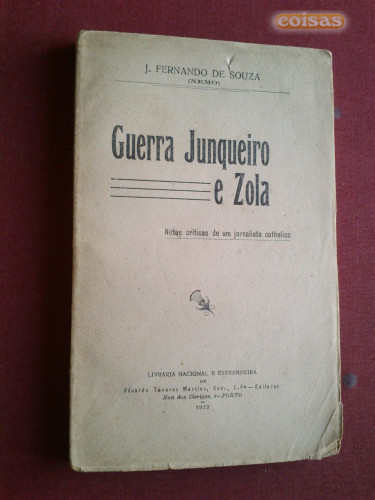 coisas
J. FERNANDO DE SOUZA
(NEMO)
Guerra Junqueiro
e Zola
Notas criticas de um jornalista catholico
LIVRARIA NACIONAL E ESTRANGEIRA
DE
Eduardo Tavares Martins, Suc., L.da—Editores
Rua dos Clerigos, 8—PORTO
1922